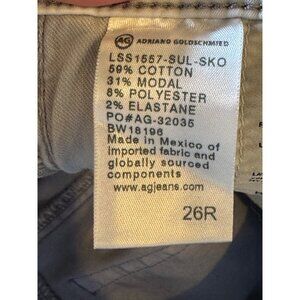 AG ADRIANO GOLDSCHMIED
LSS1557-SUL-SKO
59% COTTON
31% MODAL
8% POLYESTER
2% ELASTANE
PO#AG-32035
BW18196
Made in Mexico of
imported fabric and
globally sourced
components
www.agjeans.com
26R